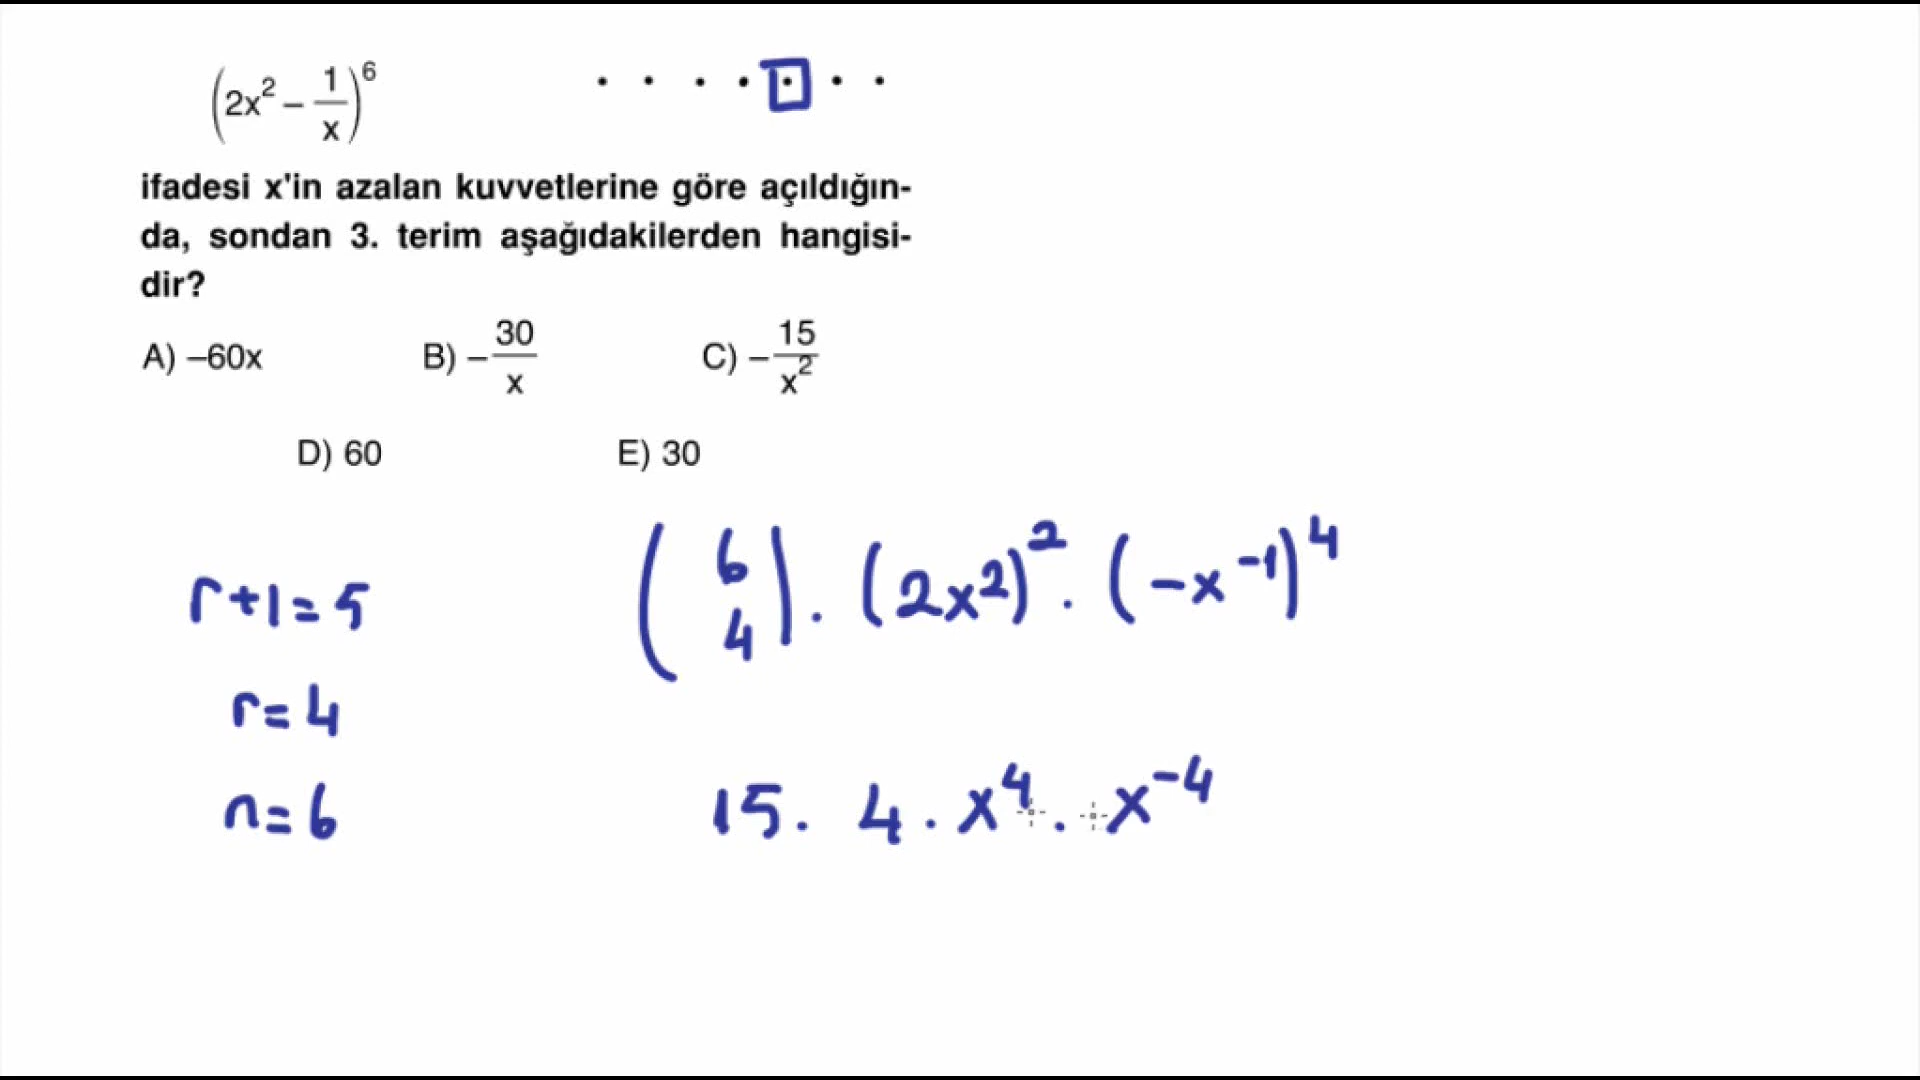 (2x² – 1/x)⁶
ifadesi x'in azalan kuvvetlerine göre açıldığın-
da, sondan 3. terim aşağıdakilerden hangisi-
dir?
A) –60x B) –30/x C) –15/x²
D) 60 E) 30
r+1=5
r=4
n=6
(6 4) . (2x²)² . (-x⁻¹)⁴
15 . 4 . x⁴ . x⁻⁴